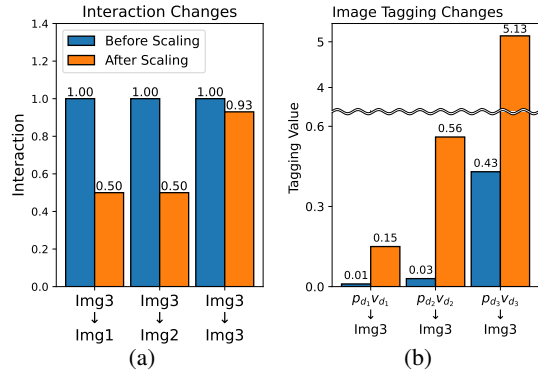 Interaction Changes
Interaction
1.4
1.2
1.0
0.8
0.6
0.4
0.2
0.0
Before Scaling
After Scaling
1.00
0.50
1.00
0.50
1.00
0.93
Img3 Img3 Img3
↓ ↓ ↓
Img1 Img2 Img3
(a)
Image Tagging Changes
Tagging Value
5
4
0.6
0.3
0.0
0.01
0.15
0.03
0.56
0.43
5.13
p_{d_1}v_{d_1} p_{d_2}v_{d_2} p_{d_3}v_{d_3}
↓ ↓ ↓
Img3 Img3 Img3
(b)